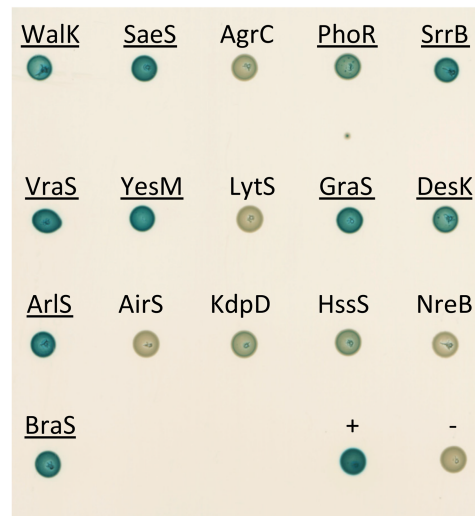 WalK SaeS AgrC PhoR SrrB
VraS YesM LytS GraS DesK
ArlS AirS KdpD HssS NreB
BraS + -